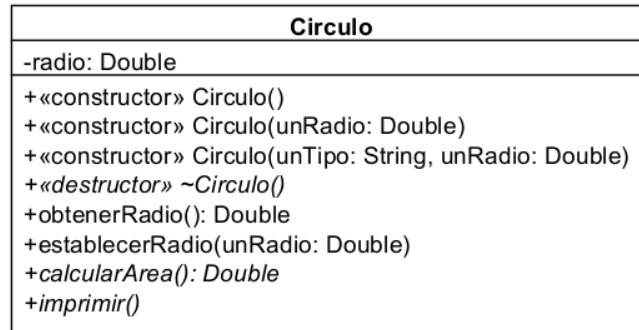 Circulo
-radio: Double
+«constructor» Circulo()
+«constructor» Circulo(unRadio: Double)
+«constructor» Circulo(unTipo: String, unRadio: Double)
+«destructor» ~Circulo()
+obtenerRadio(): Double
+establecerRadio(unRadio: Double)
+calcularArea(): Double
+imprimir()